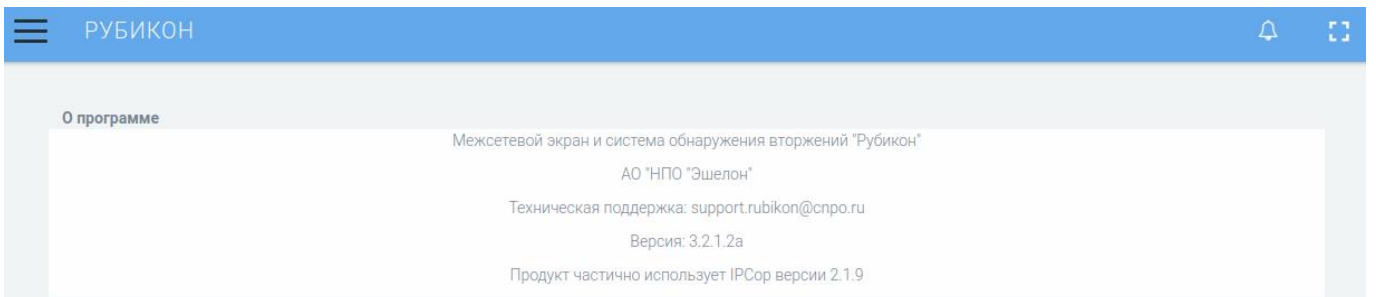 РУБИКОН
О программе
Межсетевой экран и система обнаружения вторжений "Рубикон"
АО "НПО "Эшелон"
Техническая поддержка: support.rubikon@cnpo.ru
Версия: 3.2.1.2a
Продукт частично использует IPCop версии 2.1.9